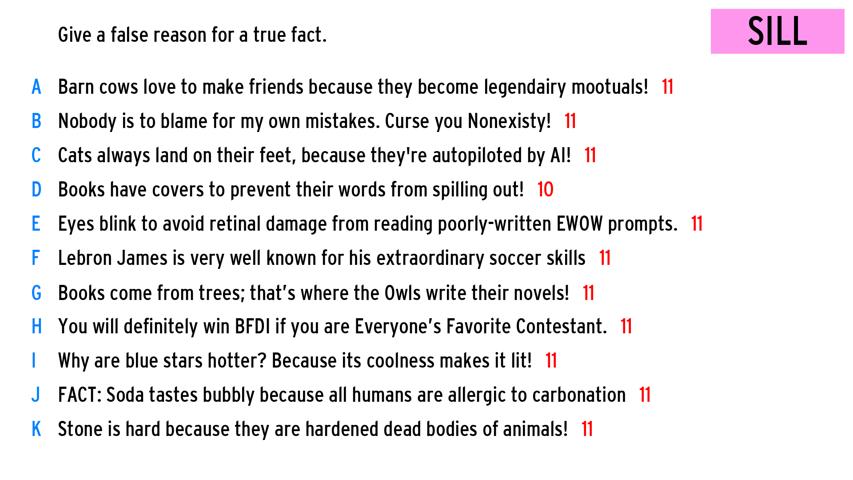 Give a false reason for a true fact.
SILL
A Barn cows love to make friends because they become legendairy mootuals! 11
B Nobody is to blame for my own mistakes. Curse you Nonexisty! 11
C Cats always land on their feet, because they're autopiloted by AI! 11
D Books have covers to prevent their words from spilling out! 10
E Eyes blink to avoid retinal damage from reading poorly-written EWOW prompts. 11
F Lebron James is very well known for his extraordinary soccer skills 11
G Books come from trees; that’s where the Owls write their novels! 11
H You will definitely win BFDI if you are Everyone’s Favorite Contestant. 11
I Why are blue stars hotter? Because its coolness makes it lit! 11
J FACT: Soda tastes bubbly because all humans are allergic to carbonation 11
K Stone is hard because they are hardened dead bodies of animals! 11